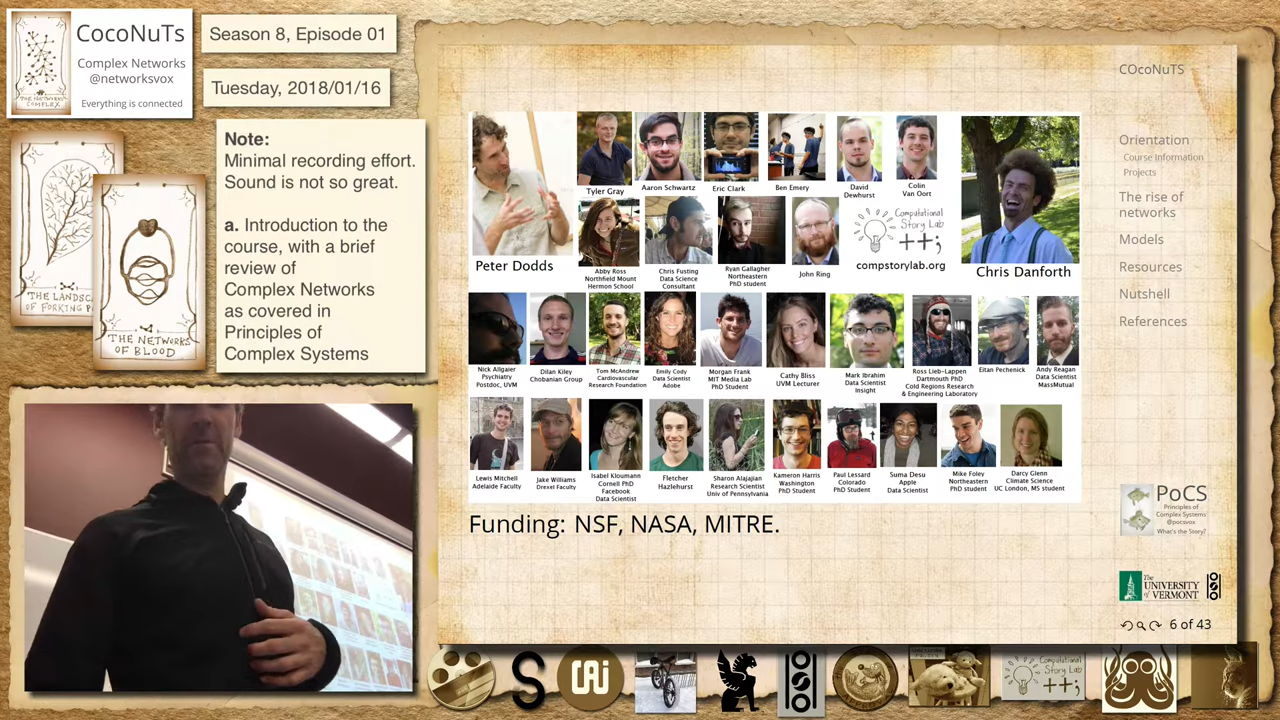 CocoNuTs
Complex Networks
@networksvox
Everything is connected
THE NETWORKS
COMPLEX
Season 8, Episode 01
Tuesday, 2018/01/16
Note:
Minimal recording effort.
Sound is not so great.
a. Introduction to the
course, with a brief
review of
Complex Networks
as covered in
Principles of
Complex Systems
THE LANDSC
OF FORKING P
THE NETWORKS
OF BLOOD
COcoNuTS
Orientation
Course Information
Projects
The rise of
networks
Models
Resources
Nutshell
References
Peter Dodds
Tyler Gray
Aaron Schwartz
Eric Clark
Ben Emery
David
Dewhurst
Colin
Van Oort
Abby Ross
Northfield Mount
Hermon School
Chris Fusting
Data Science
Consultant
Ryan Gallagher
Northeastern
PhD student
John Ring
Computational
Story Lab
++;
compstorylab.org
Chris Danforth
Nick Allgaier
Psychiatry
Postdoc, UVM
Dilan Kiley
Chobanian Group
Tom McAndrew
Cardiovascular
Research Foundation
Emily Cody
Data Scientist
Adobe
Morgan Frank
MIT Media Lab
PhD Student
Cathy Bliss
UVM Lecturer
Mark Ibrahim
Data Scientist
Insight
Ross Lieb-Lappen
Dartmouth PhD
Cold Regions Research
& Engineering Laboratory
Eitan Pechenick
Andy Reagan
Data Scientist
MassMutual
Lewis Mitchell
Adelaide Faculty
Jake Williams
Drexel Faculty
Isabel Kloumann
Cornell PhD
Facebook
Data Scientist
Fletcher
Hazlehurst
Sharon Alajajian
Research Scientist
Univ of Pennsylvania
Kameron Harris
Washington
PhD student
Paul Lessard
Colorado
PhD Student
Suma Desu
Apple
Data Scientist
Mike Foley
Northeastern
PhD student
Darcy Glenn
Climate Science
UC London, MS student
Funding: NSF, NASA, MITRE.
PoCS
Principles of
Complex Systems
@pocsvox
What's the Story?
The
UNIVERSITY
of VERMONT
6 of 43
Computational
Story Lab
++;